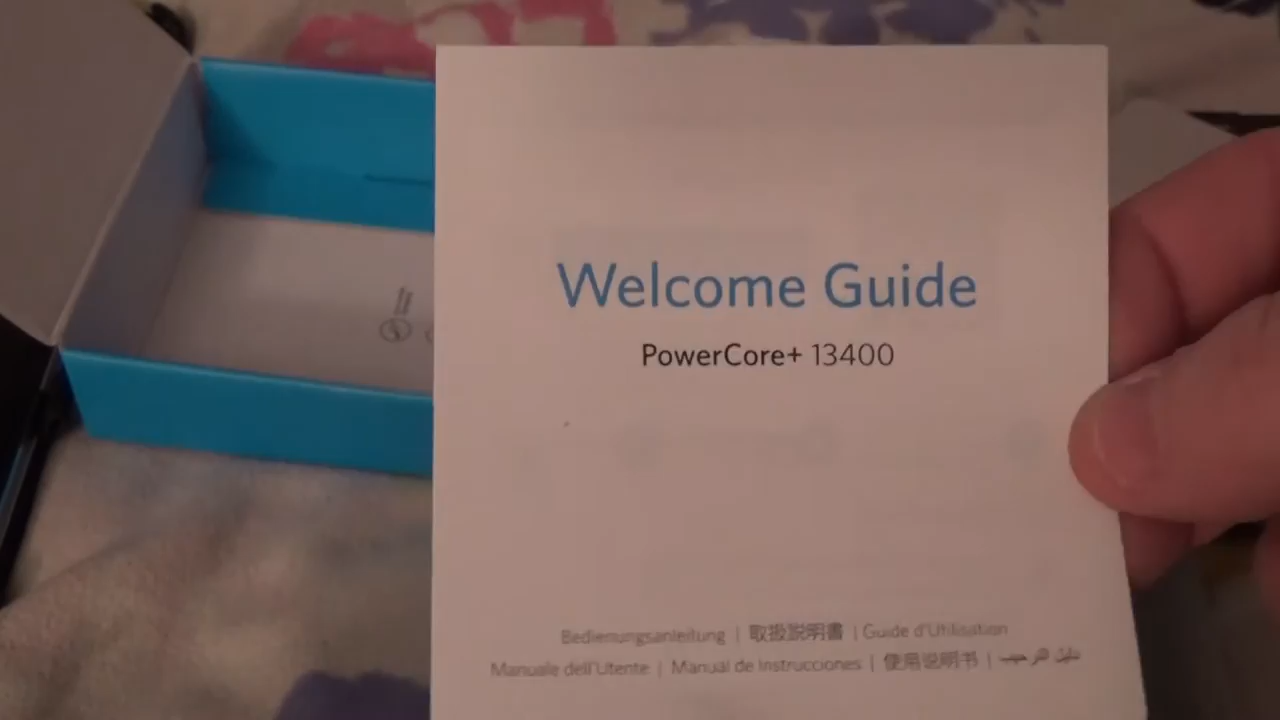 Welcome Guide
PowerCore+ 13400
Bedienungsanleitung | 取扱説明書 | Guide d'Utilisation
Manuale dell'Utente | Manual de Instrucciones | 使用说明书 |